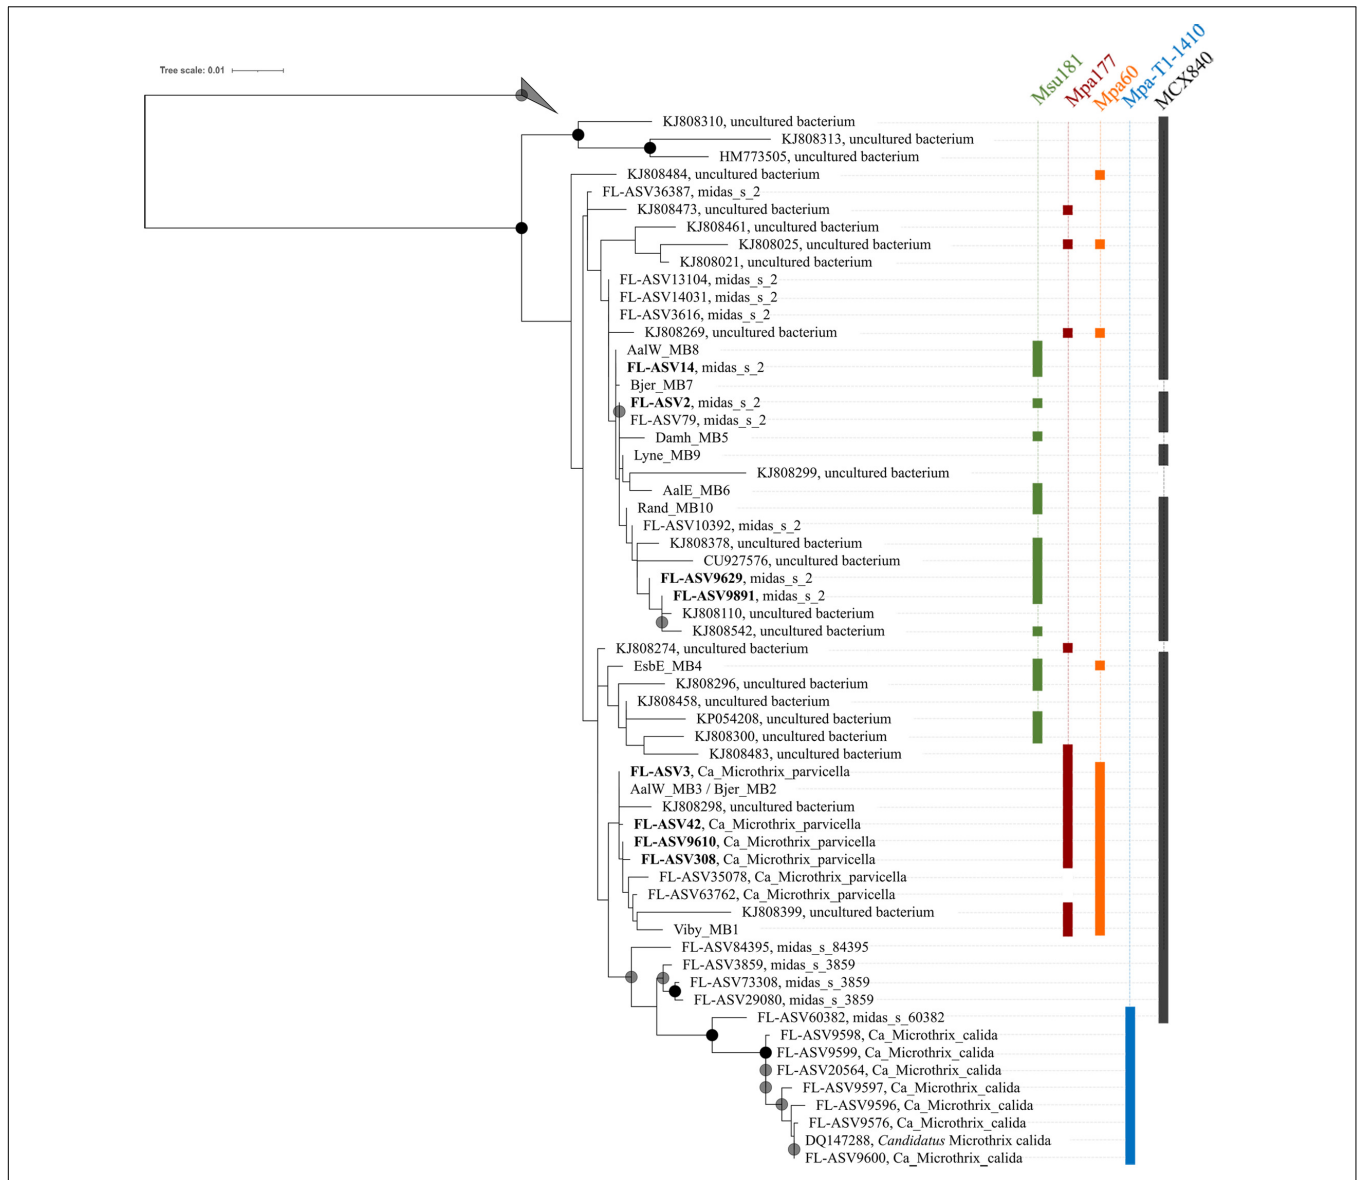 Msu181
Mpa177
Mpa60
Mpa-T1-1410
MCX840
Tree scale: 0.01
KJ808310, uncultured bacterium
KJ808313, uncultured bacterium
HM773505, uncultured bacterium
KJ808484, uncultured bacterium
FL-ASV36387, midas_s_2
KJ808473, uncultured bacterium
KJ808461, uncultured bacterium
KJ808025, uncultured bacterium
KJ808021, uncultured bacterium
FL-ASV13104, midas_s_2
FL-ASV14031, midas_s_2
FL-ASV3616, midas_s_2
KJ808269, uncultured bacterium
AalW_MB8
FL-ASV14, midas_s_2
Bjer_MB7
FL-ASV2, midas_s_2
FL-ASV79, midas_s_2
Damh_MB5
Lyne_MB9
KJ808299, uncultured bacterium
AalE_MB6
Rand_MB10
FL-ASV10392, midas_s_2
KJ808378, uncultured bacterium
CU927576, uncultured bacterium
FL-ASV9629, midas_s_2
FL-ASV9891, midas_s_2
KJ808110, uncultured bacterium
KJ808542, uncultured bacterium
KJ808274, uncultured bacterium
EsbE_MB4
KJ808296, uncultured bacterium
KJ808458, uncultured bacterium
KP054208, uncultured bacterium
KJ808300, uncultured bacterium
KJ808483, uncultured bacterium
FL-ASV3, Ca_Microthrix_parvicella
AalW_MB3 / Bjer_MB2
KJ808298, uncultured bacterium
FL-ASV42, Ca_Microthrix_parvicella
FL-ASV9610, Ca_Microthrix_parvicella
FL-ASV308, Ca_Microthrix_parvicella
FL-ASV35078, Ca_Microthrix_parvicella
FL-ASV63762, Ca_Microthrix_parvicella
KJ808399, uncultured bacterium
Viby_MB1
FL-ASV84395, midas_s_84395
FL-ASV3859, midas_s_3859
FL-ASV73308, midas_s_3859
FL-ASV29080, midas_s_3859
FL-ASV60382, midas_s_60382
FL-ASV9598, Ca_Microthrix_calida
FL-ASV9599, Ca_Microthrix_calida
FL-ASV20564, Ca_Microthrix_calida
FL-ASV9597, Ca_Microthrix_calida
FL-ASV9596, Ca_Microthrix_calida
FL-ASV9576, Ca_Microthrix_calida
DQ147288, Candidatus Microthrix calida
FL-ASV9600, Ca_Microthrix_calida